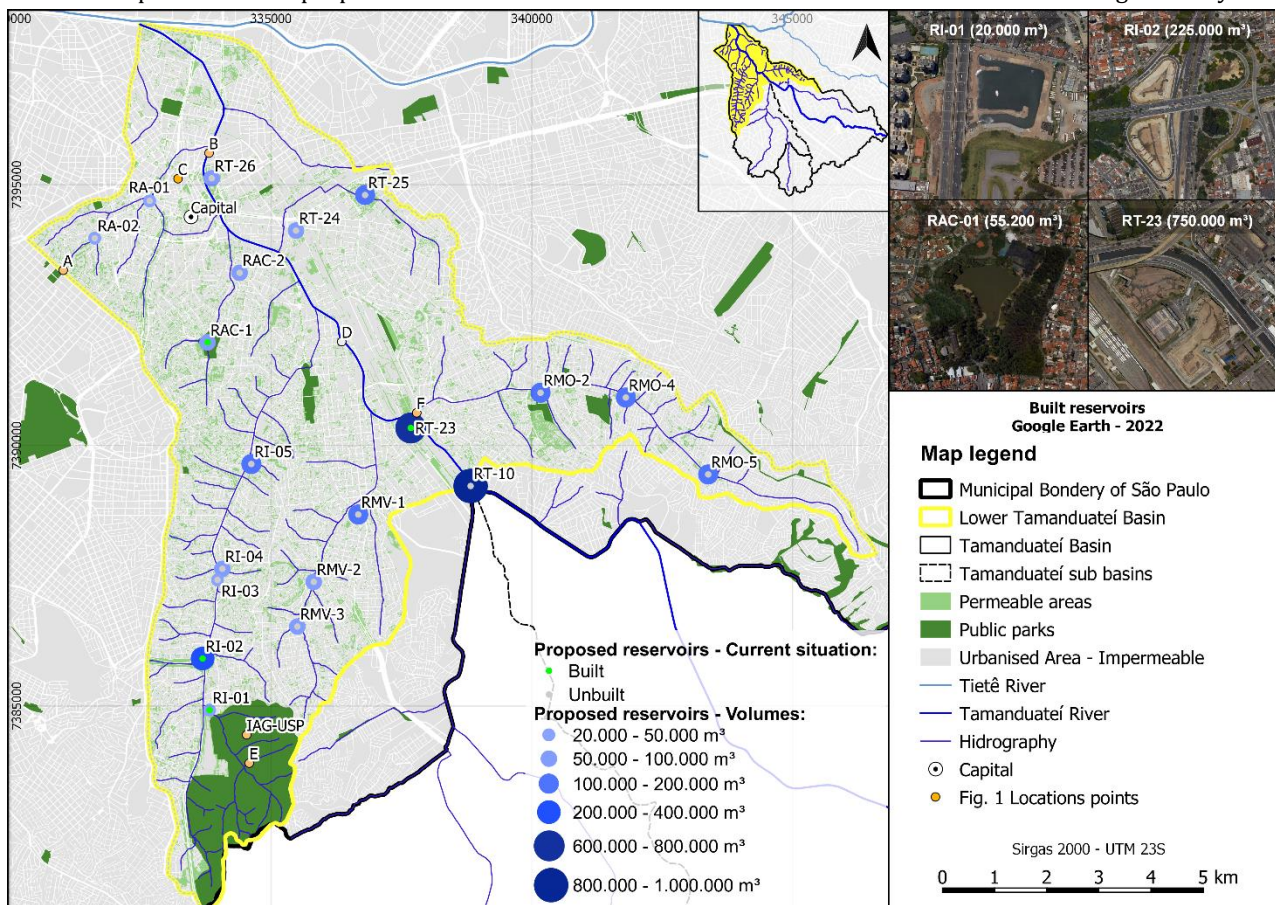 0000
335000
340000
345000
7395000
7390000
7385000
B
C
RT-26
RA-01
Capital
RT-25
RT-24
RA-02
A
RAC-2
D
RAC-1
RMO-2
RMO-4
F
RT-23
RI-05
RT-10
RMO-5
RMV-1
RI-04
RI-03
RMV-2
RMV-3
RI-02
RI-01
IAG-USP
E
Proposed reservoirs - Current situation:
Built
Unbuilt
Proposed reservoirs - Volumes:
20.000 - 50.000 m³
50.000 - 100.000 m³
100.000 - 200.000 m³
200.000 - 400.000 m³
600.000 - 800.000 m³
800.000 - 1.000.000 m³
RI-01 (20.000 m³)
RI-02 (225.000 m³)
RAC-01 (55.200 m³)
RT-23 (750.000 m³)
Built reservoirs
Google Earth - 2022
Map legend
Municipal Bondery of São Paulo
Lower Tamanduateí Basin
Tamanduateí Basin
Tamanduateí sub basins
Permeable areas
Public parks
Urbanised Area - Impermeable
Tietê River
Tamanduateí River
Hidrography
Capital
Fig. 1 Locations points
Sirgas 2000 - UTM 23S
0 1 2 3 4 5 km